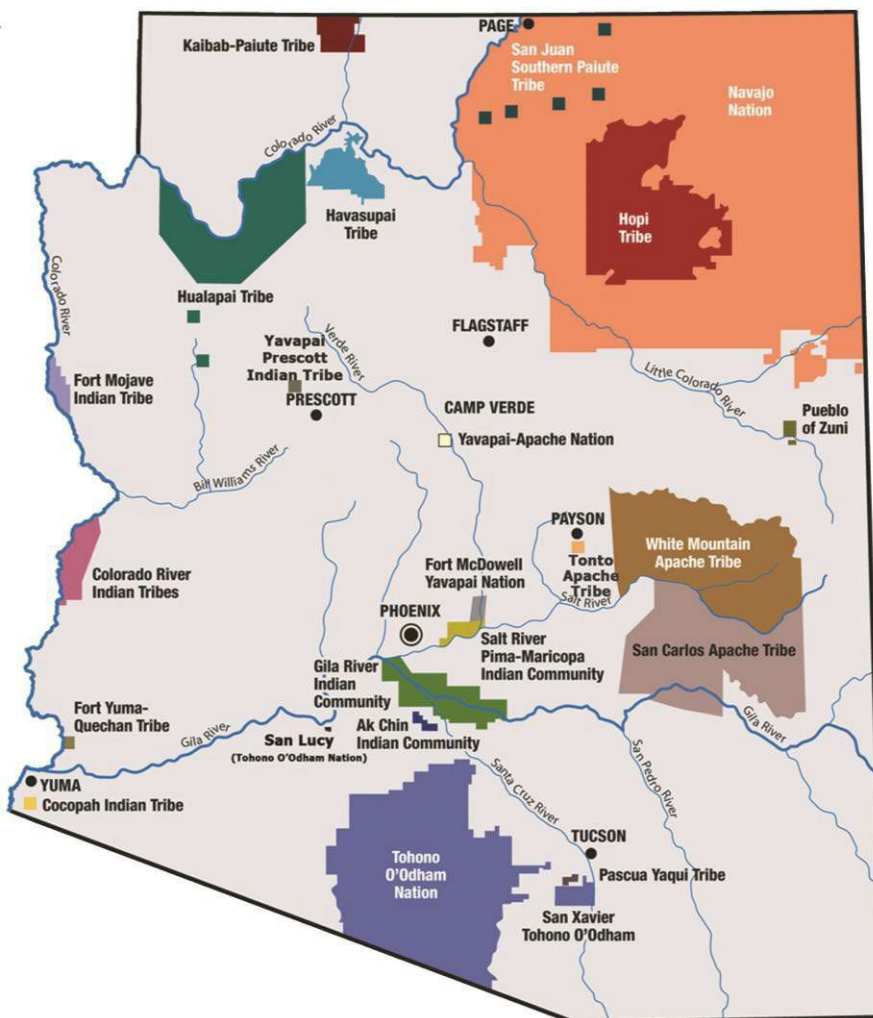 Kaibab-Paiute Tribe
PAGE
San Juan
Southern Paiute
Tribe
Navajo
Nation
Colorado River
Havasupai
Tribe
Hopi
Tribe
Colorado River
Hualapai Tribe
FLAGSTAFF
Yavapai
Prescott
Indian Tribe
Verde River
Fort Mojave
Indian Tribe
PRESCOTT
CAMP VERDE
Yavapai-Apache Nation
Little Colorado River
Pueblo
of Zuni
Bill Williams River
PAYSON
Tonto
Apache
Tribe
White Mountain
Apache Tribe
Colorado River
Indian Tribes
Fort McDowell
Yavapai Nation
Salt River
PHOENIX
Salt River
Pima-Maricopa
Indian Community
San Carlos Apache Tribe
Gila River
Indian
Community
Fort Yuma-
Quechan Tribe
Gila River
San Lucy
(Tohono O'Odham Nation)
Ak Chin
Indian Community
Gila River
San Pedro River
Santa Cruz River
YUMA
Cocopah Indian Tribe
TUCSON
Tohono
O'Odham
Nation
Pascua Yaqui Tribe
San Xavier
Tohono O'Odham